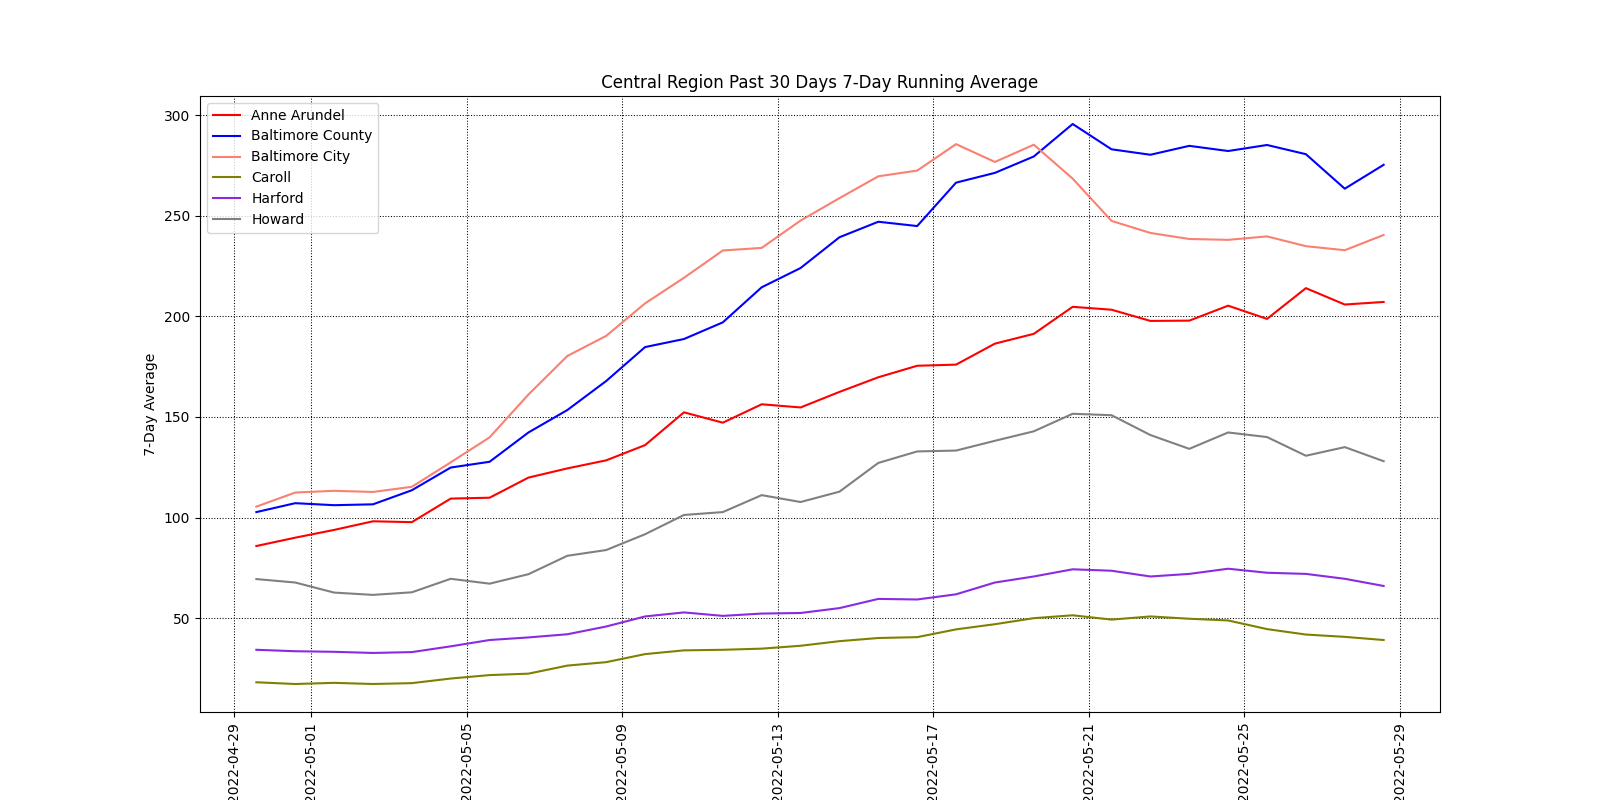 Central Region Past 30 Days 7-Day Running Average
300
250
200
150
100
50
7-Day Average
Anne Arundel
Baltimore County
Baltimore City
Caroll
Harford
Howard
2022-04-29
2022-05-01
2022-05-05
2022-05-09
2022-05-13
2022-05-17
2022-05-21
2022-05-25
2022-05-29